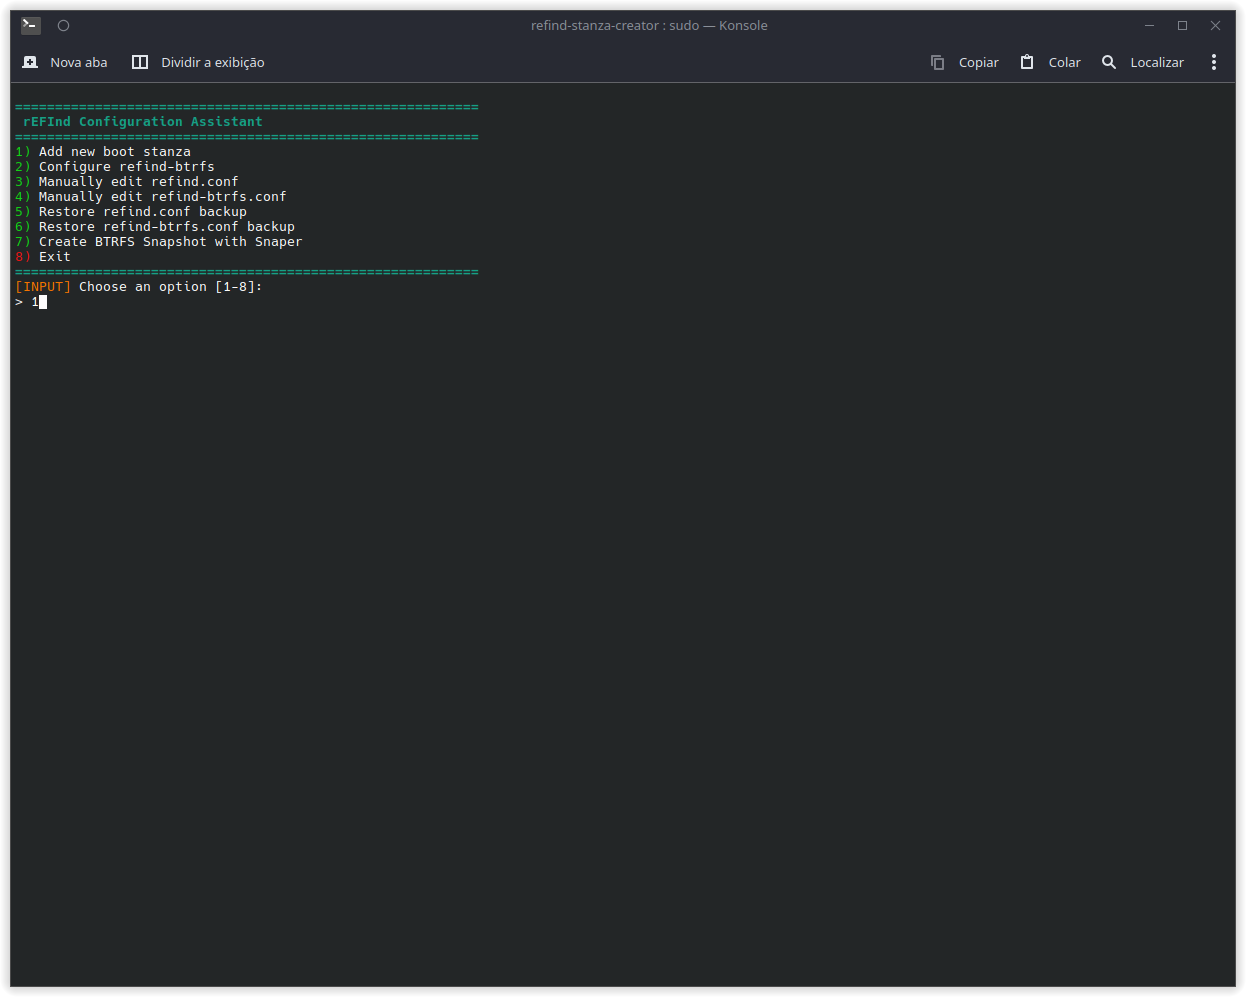 refind-stanza-creator : sudo — Konsole
Nova aba Dividir a exibição Copiar Colar Localizar
==========================================================
rEFInd Configuration Assistant
==========================================================
1) Add new boot stanza
2) Configure refind-btrfs
3) Manually edit refind.conf
4) Manually edit refind-btrfs.conf
5) Restore refind.conf backup
6) Restore refind-btrfs.conf backup
7) Create BTRFS Snapshot with Snaper
8) Exit
==========================================================
[INPUT] Choose an option [1-8]:
> 1